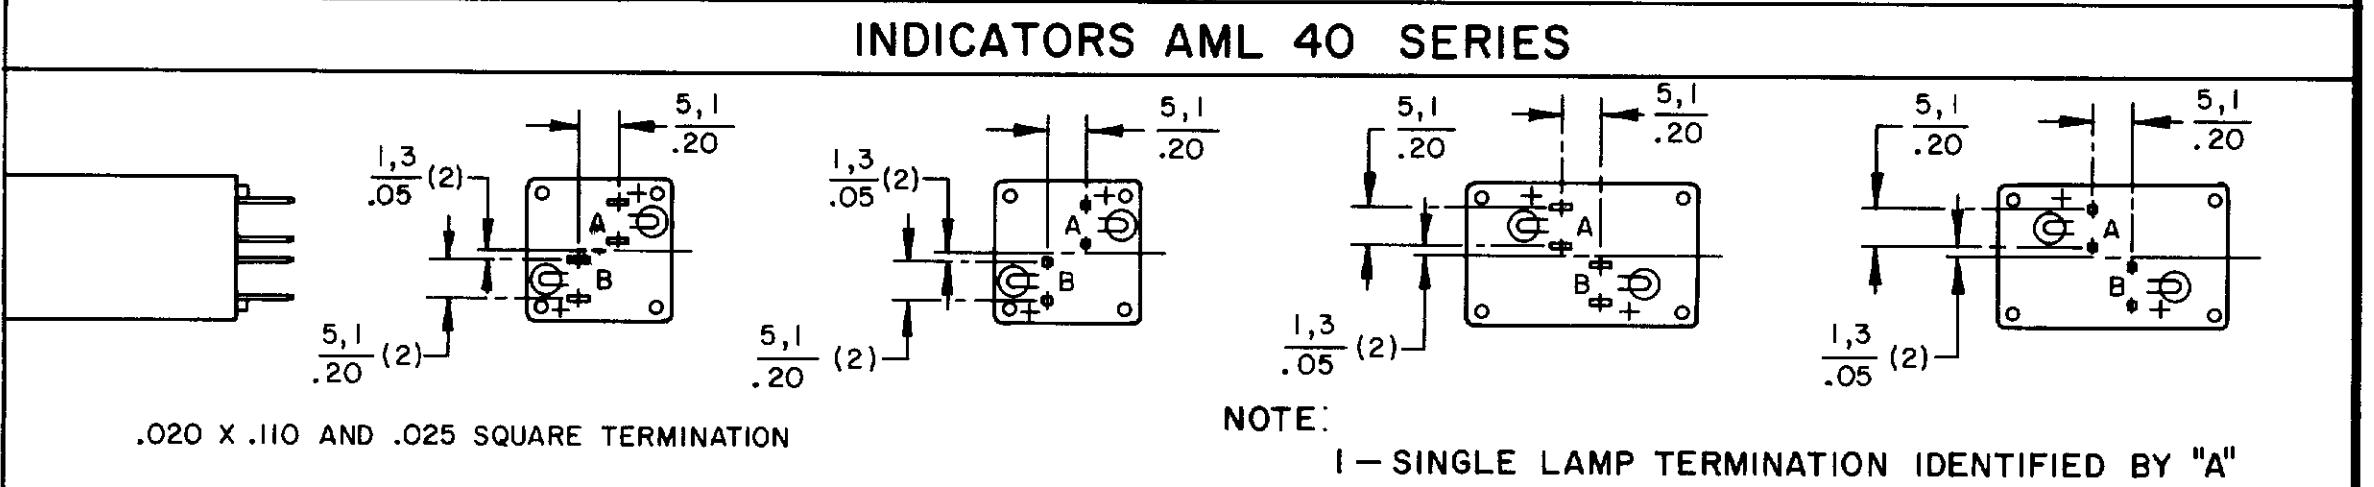 INDICATORS AML 40 SERIES
5,1
.20
1,3
.05 (2)
A
B
5,1
.20 (2)
5,1
.20
1,3
.05 (2)
A
B
5,1
.20 (2)
5,1
.20
5,1
.20
A
B
1,3
.05 (2)
5,1
.20
5,1
.20
A
B
1,3
.05 (2)
.020 X .110 AND .025 SQUARE TERMINATION
NOTE:
1 — SINGLE LAMP TERMINATION IDENTIFIED BY "A"